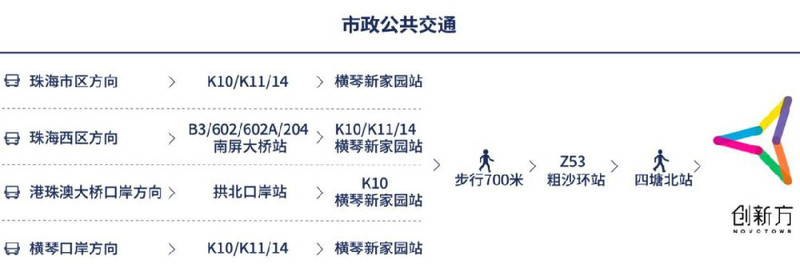 市政公共交通
珠海市区方向
K10/K11/14
横琴新家园站
珠海西区方向
B3/602/602A/204
南屏大桥站
K10/K11/14
横琴新家园站
港珠澳大桥口岸方向
拱北口岸站
K10
横琴新家园站
横琴口岸方向
K10/K11/14
横琴新家园站
步行700米
Z53
粗沙环站
四塘北站
创新方
NOVOTOWN